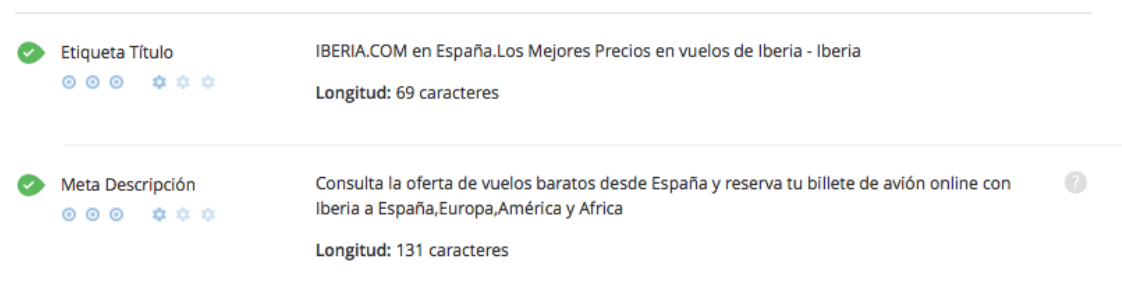 Etiqueta Título
IBERIA.COM en España.Los Mejores Precios en vuelos de Iberia - Iberia
Longitud: 69 caracteres
Meta Descripción
Consulta la oferta de vuelos baratos desde España y reserva tu billete de avión online con
Iberia a España,Europa,América y Africa
Longitud: 131 caracteres
?